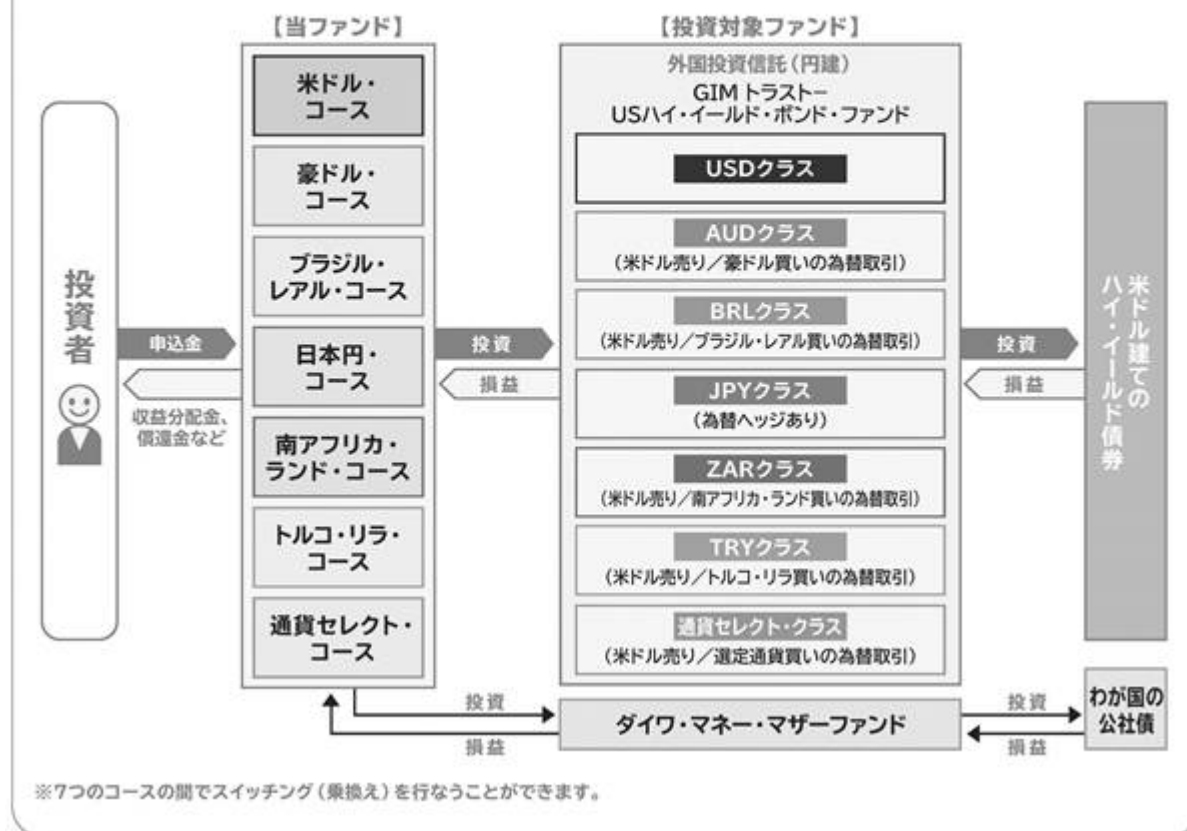 【当ファンド】
【投資対象ファンド】
投資者
申込金
収益分配金、
償還金など
米ドル・
コース
豪ドル・
コース
ブラジル・
レアル・コース
日本円・
コース
南アフリカ・
ランド・コース
トルコ・リラ・
コース
通貨セレクト・
コース
投資
損益
外国投資信託（円建）
GIMトラストー
USハイ・イールド・ボンド・ファンド
USDクラス
AUDクラス
（米ドル売り／豪ドル買いの為替取引）
BRLクラス
（米ドル売り／ブラジル・レアル買いの為替取引）
JPYクラス
（為替ヘッジあり）
ZARクラス
（米ドル売り／南アフリカ・ランド買いの為替取引）
TRYクラス
（米ドル売り／トルコ・リラ買いの為替取引）
通貨セレクト・クラス
（米ドル売り／選定通貨買いの為替取引）
投資
損益
米ドル建ての
ハイ・イールド債券
投資
損益
ダイワ・マネー・マザーファンド
投資
損益
わが国の
公社債
※7つのコースの間でスイッチング（乗換え）を行なうことができます。